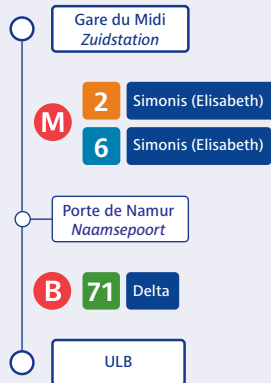 Gare du Midi
Zuidstation
M
2 Simonis (Elisabeth)
6 Simonis (Elisabeth)
Porte de Namur
Naamsepoort
B 71 Delta
ULB